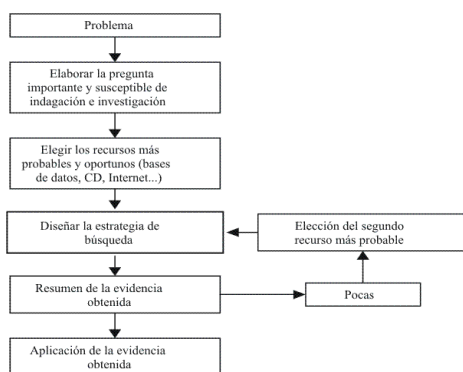 Problema
Elaborar la pregunta
importante y susceptible de
indagación e investigación
Elegir los recursos más
probables y oportunos (bases
de datos, CD, Internet...)
Diseñar la estrategia de
búsqueda
Elección del segundo
recurso más probable
Resumen de la evidencia
obtenida
Pocas
Aplicación de la evidencia
obtenida